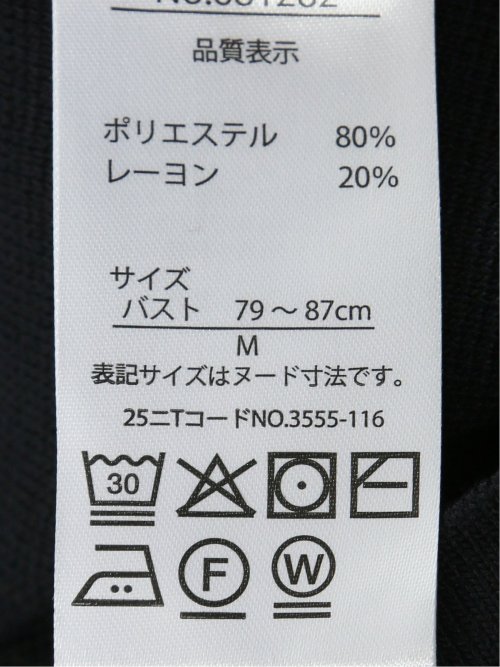 品質表示
ポリエステル 80%
レーヨン 20%
サイズ
バスト 79～87cm
M
表記サイズはヌード寸法です。
25ニTコードNO.3555-116
30
F W